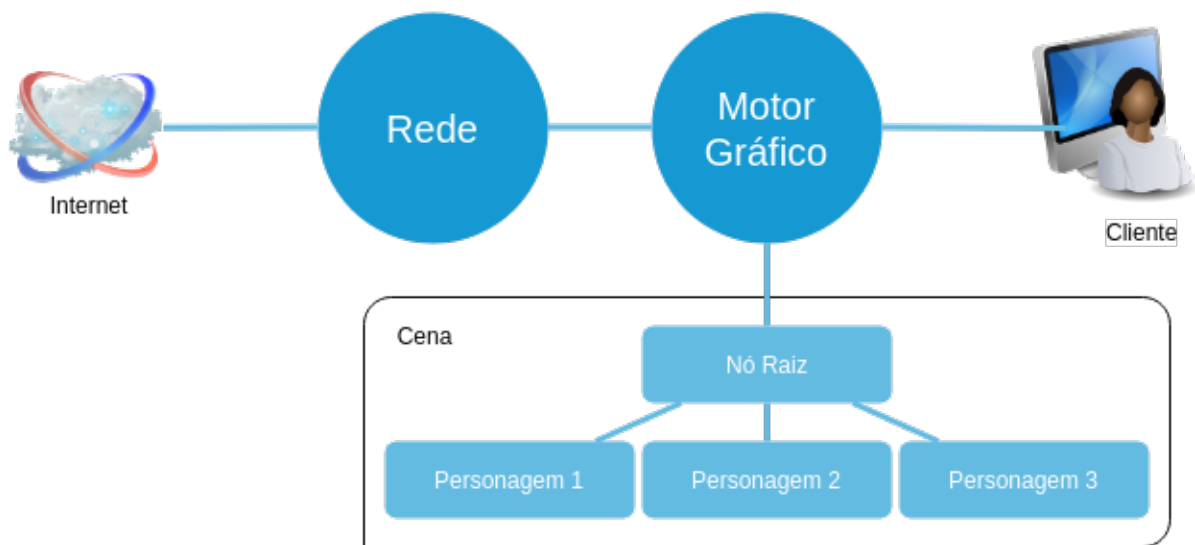 Internet
Rede
Motor
Gráfico
Cliente
Cena
Nó Raiz
Personagem 1
Personagem 2
Personagem 3